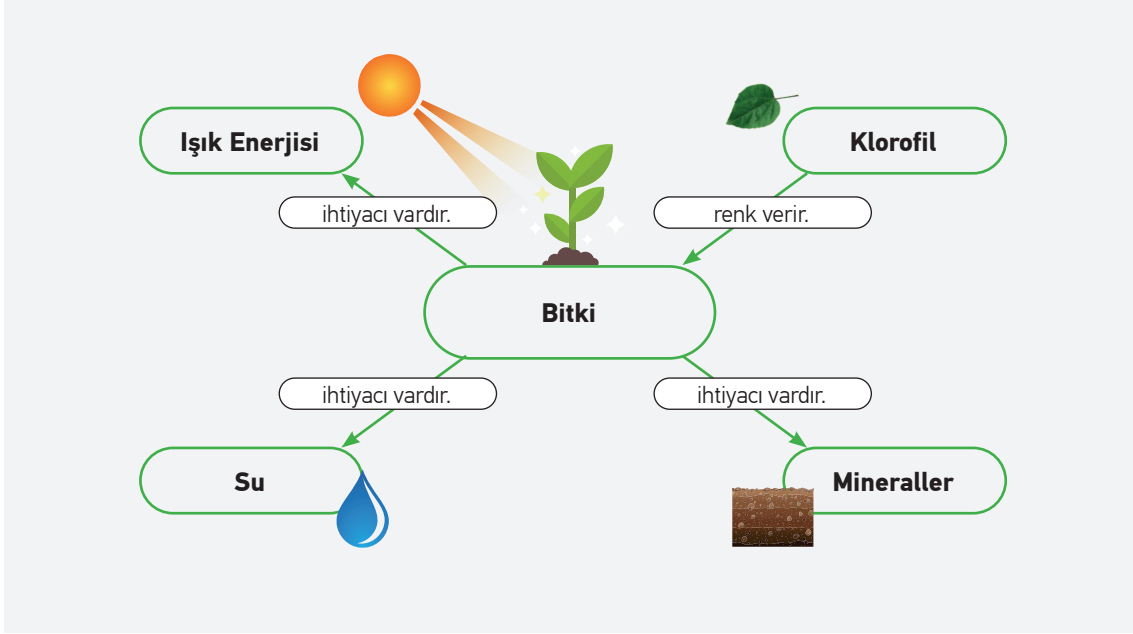 Işık Enerjisi
Klorofil
ihtiyacı vardır.
renk verir.
Bitki
ihtiyacı vardır.
ihtiyacı vardır.
Su
Mineraller